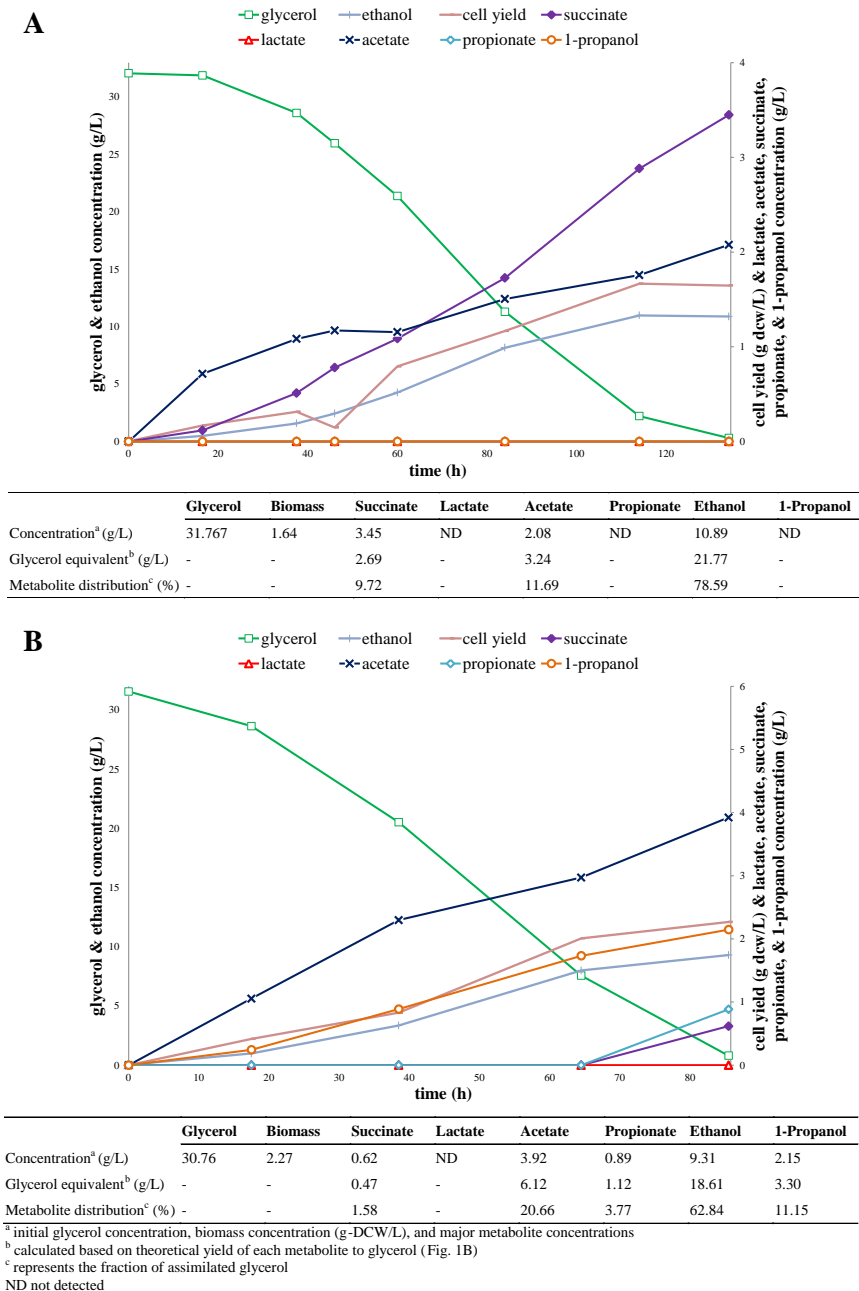 A
glycerol ethanol cell yield succinate
lactate acetate propionate 1-propanol
glycerol & ethanol concentration (g/L)
30
25
20
15
10
5
0
4
3
2
1
0
cell yield (g dcw/L) & lactate, acetate, succinate,
propionate, & 1-propanol concentration (g/L)
0 20 40 60 80 100 120
time (h)
Glycerol Biomass Succinate Lactate Acetate Propionate Ethanol 1-Propanol
Concentrationᵃ (g/L) 31.767 1.64 3.45 ND 2.08 ND 10.89 ND
Glycerol equivalentᵇ (g/L) - - 2.69 - 3.24 - 21.77 -
Metabolite distributionᶜ (%) - - 9.72 - 11.69 - 78.59 -
B
glycerol ethanol cell yield succinate
lactate acetate propionate 1-propanol
glycerol & ethanol concentration (g/L)
30
25
20
15
10
5
0
6
5
4
3
2
1
0
cell yield (g dcw/L) & lactate, acetate, succinate,
propionate, & 1-propanol concentration (g/L)
0 10 20 30 40 50 60 70 80
time (h)
Glycerol Biomass Succinate Lactate Acetate Propionate Ethanol 1-Propanol
Concentrationᵃ (g/L) 30.76 2.27 0.62 ND 3.92 0.89 9.31 2.15
Glycerol equivalentᵇ (g/L) - - 0.47 - 6.12 1.12 18.61 3.30
Metabolite distributionᶜ (%) - - 1.58 - 20.66 3.77 62.84 11.15
ᵃ initial glycerol concentration, biomass concentration (g-DCW/L), and major metabolite concentrations
ᵇ calculated based on theoretical yield of each metabolite to glycerol (Fig. 1B)
ᶜ represents the fraction of assimilated glycerol
ND not detected